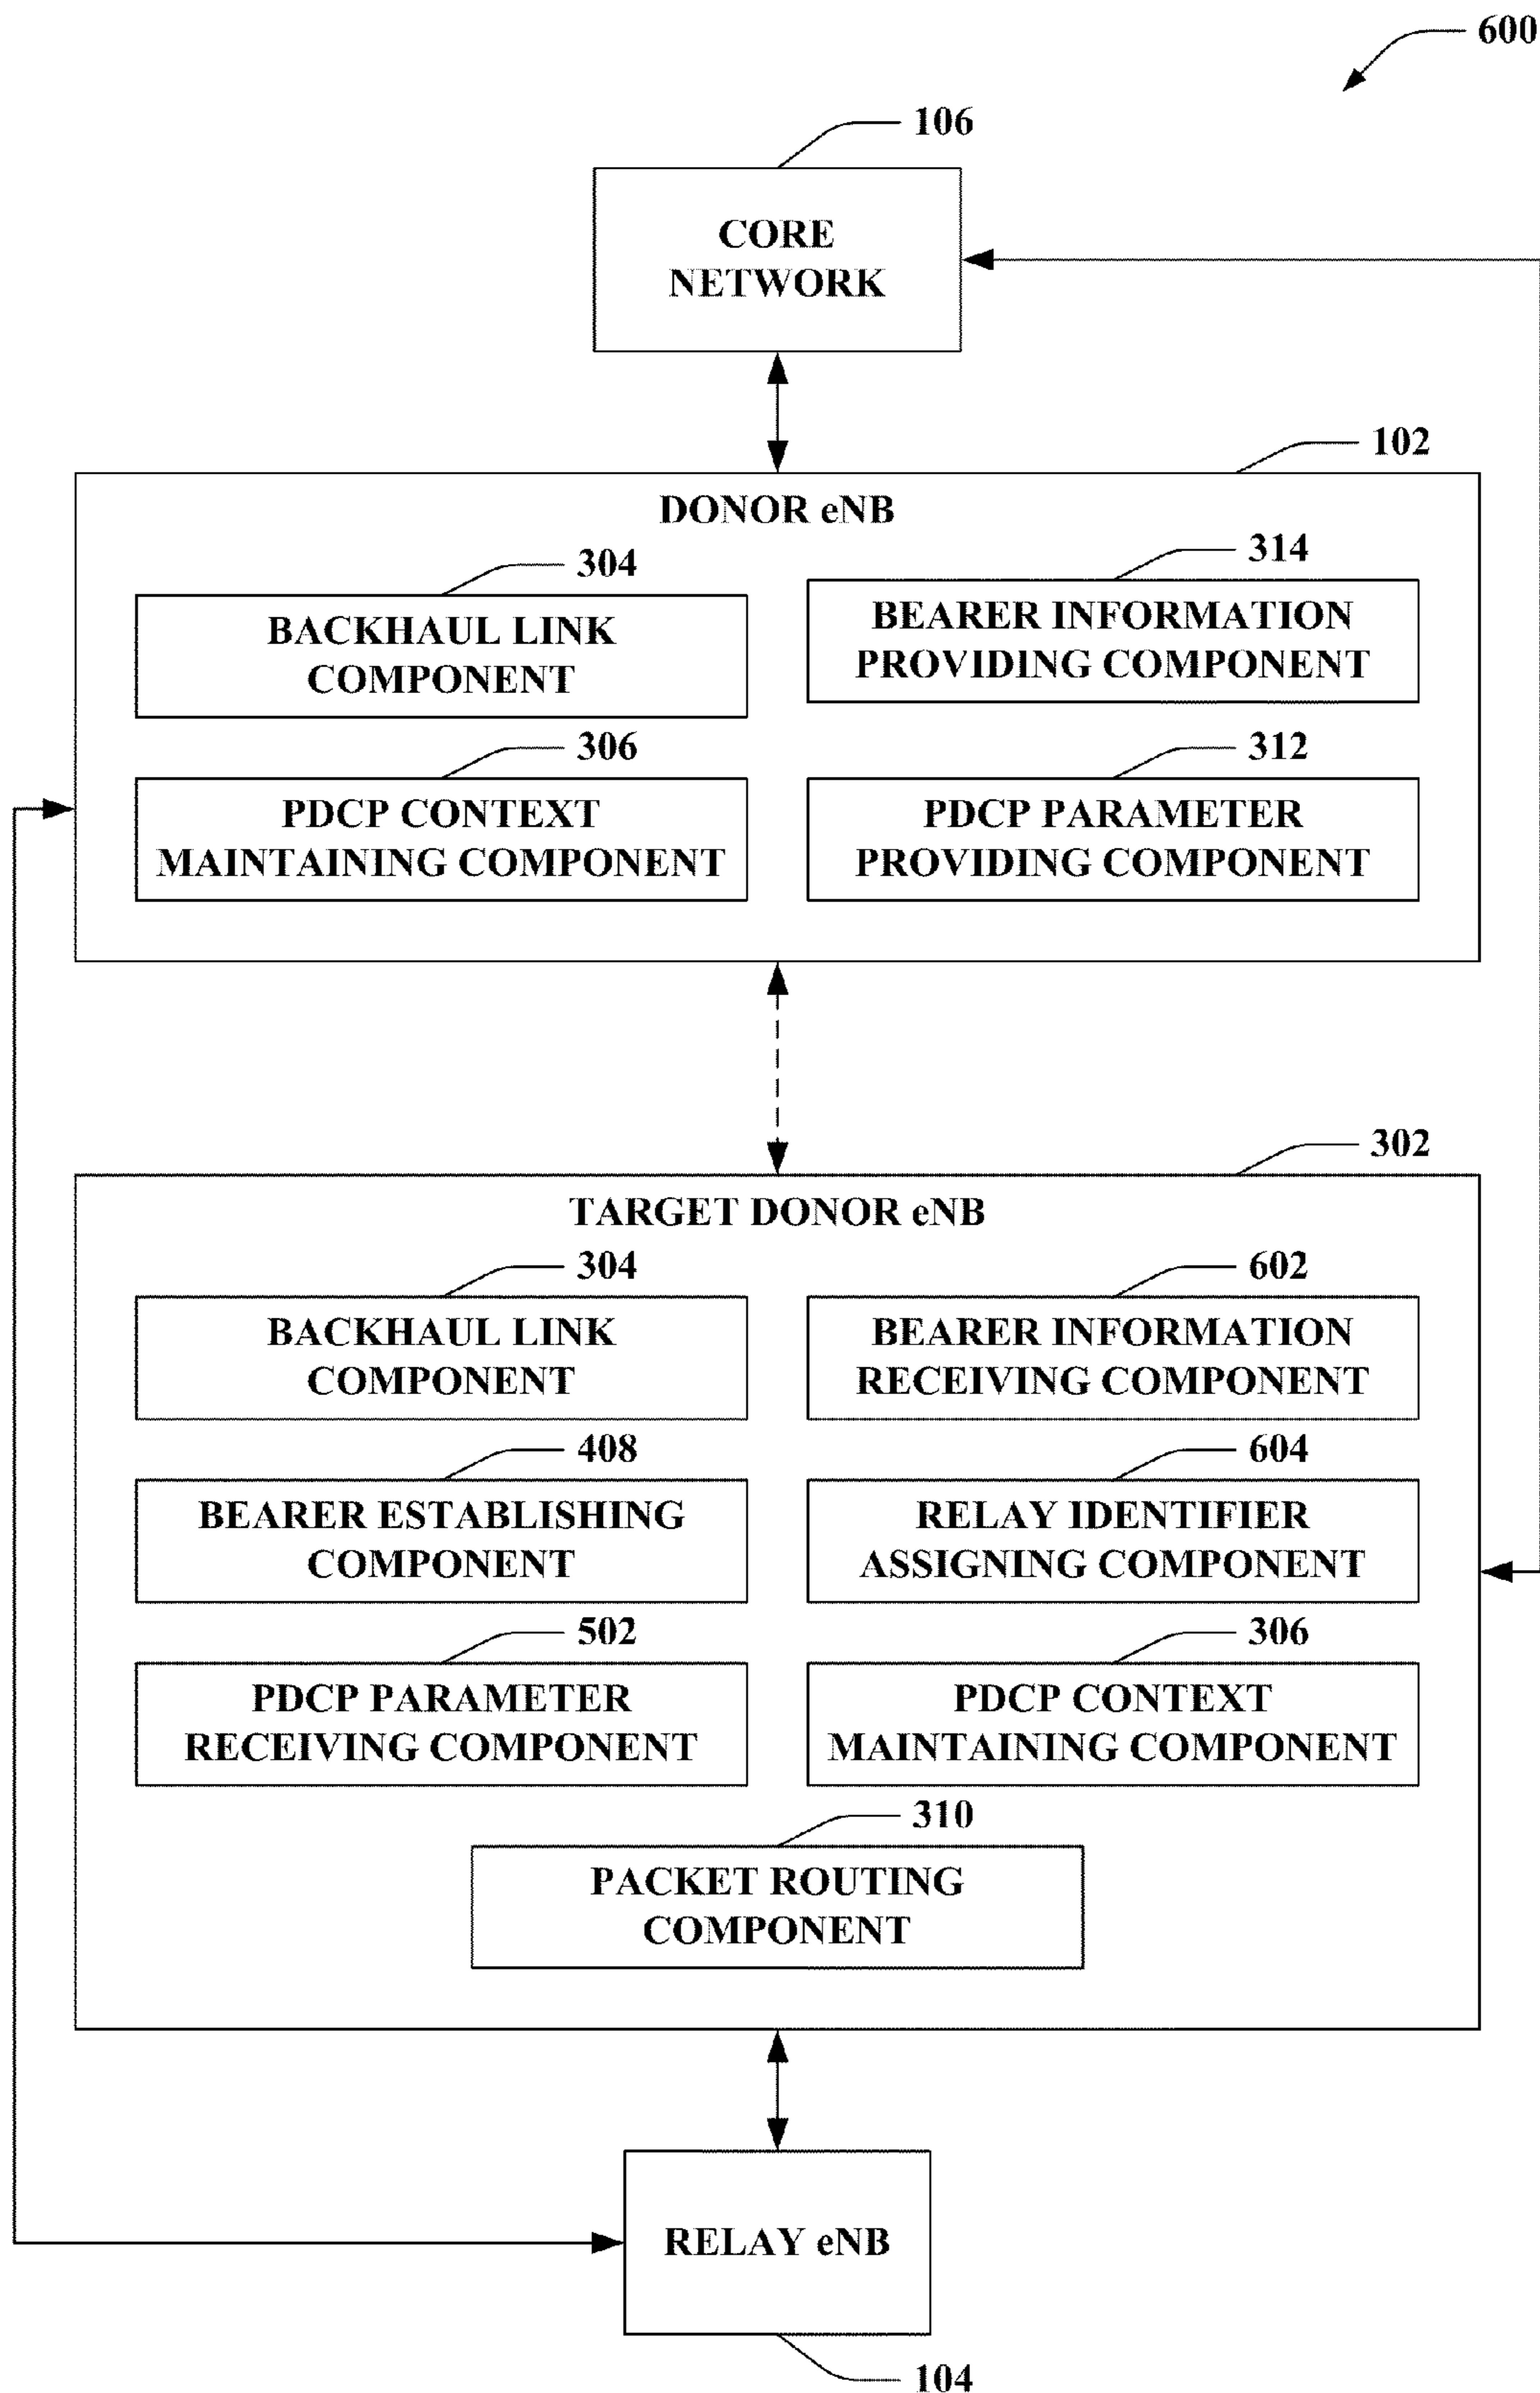 600
106
CORE
NETWORK
102
DONOR eNB
304
BACKHAUL LINK
COMPONENT
314
BEARER INFORMATION
PROVIDING COMPONENT
306
PDCP CONTEXT
MAINTAINING COMPONENT
312
PDCP PARAMETER
PROVIDING COMPONENT
302
TARGET DONOR eNB
304
BACKHAUL LINK
COMPONENT
602
BEARER INFORMATION
RECEIVING COMPONENT
408
BEARER ESTABLISHING
COMPONENT
604
RELAY IDENTIFIER
ASSIGNING COMPONENT
502
PDCP PARAMETER
RECEIVING COMPONENT
306
PDCP CONTEXT
MAINTAINING COMPONENT
310
PACKET ROUTING
COMPONENT
RELAY eNB
104